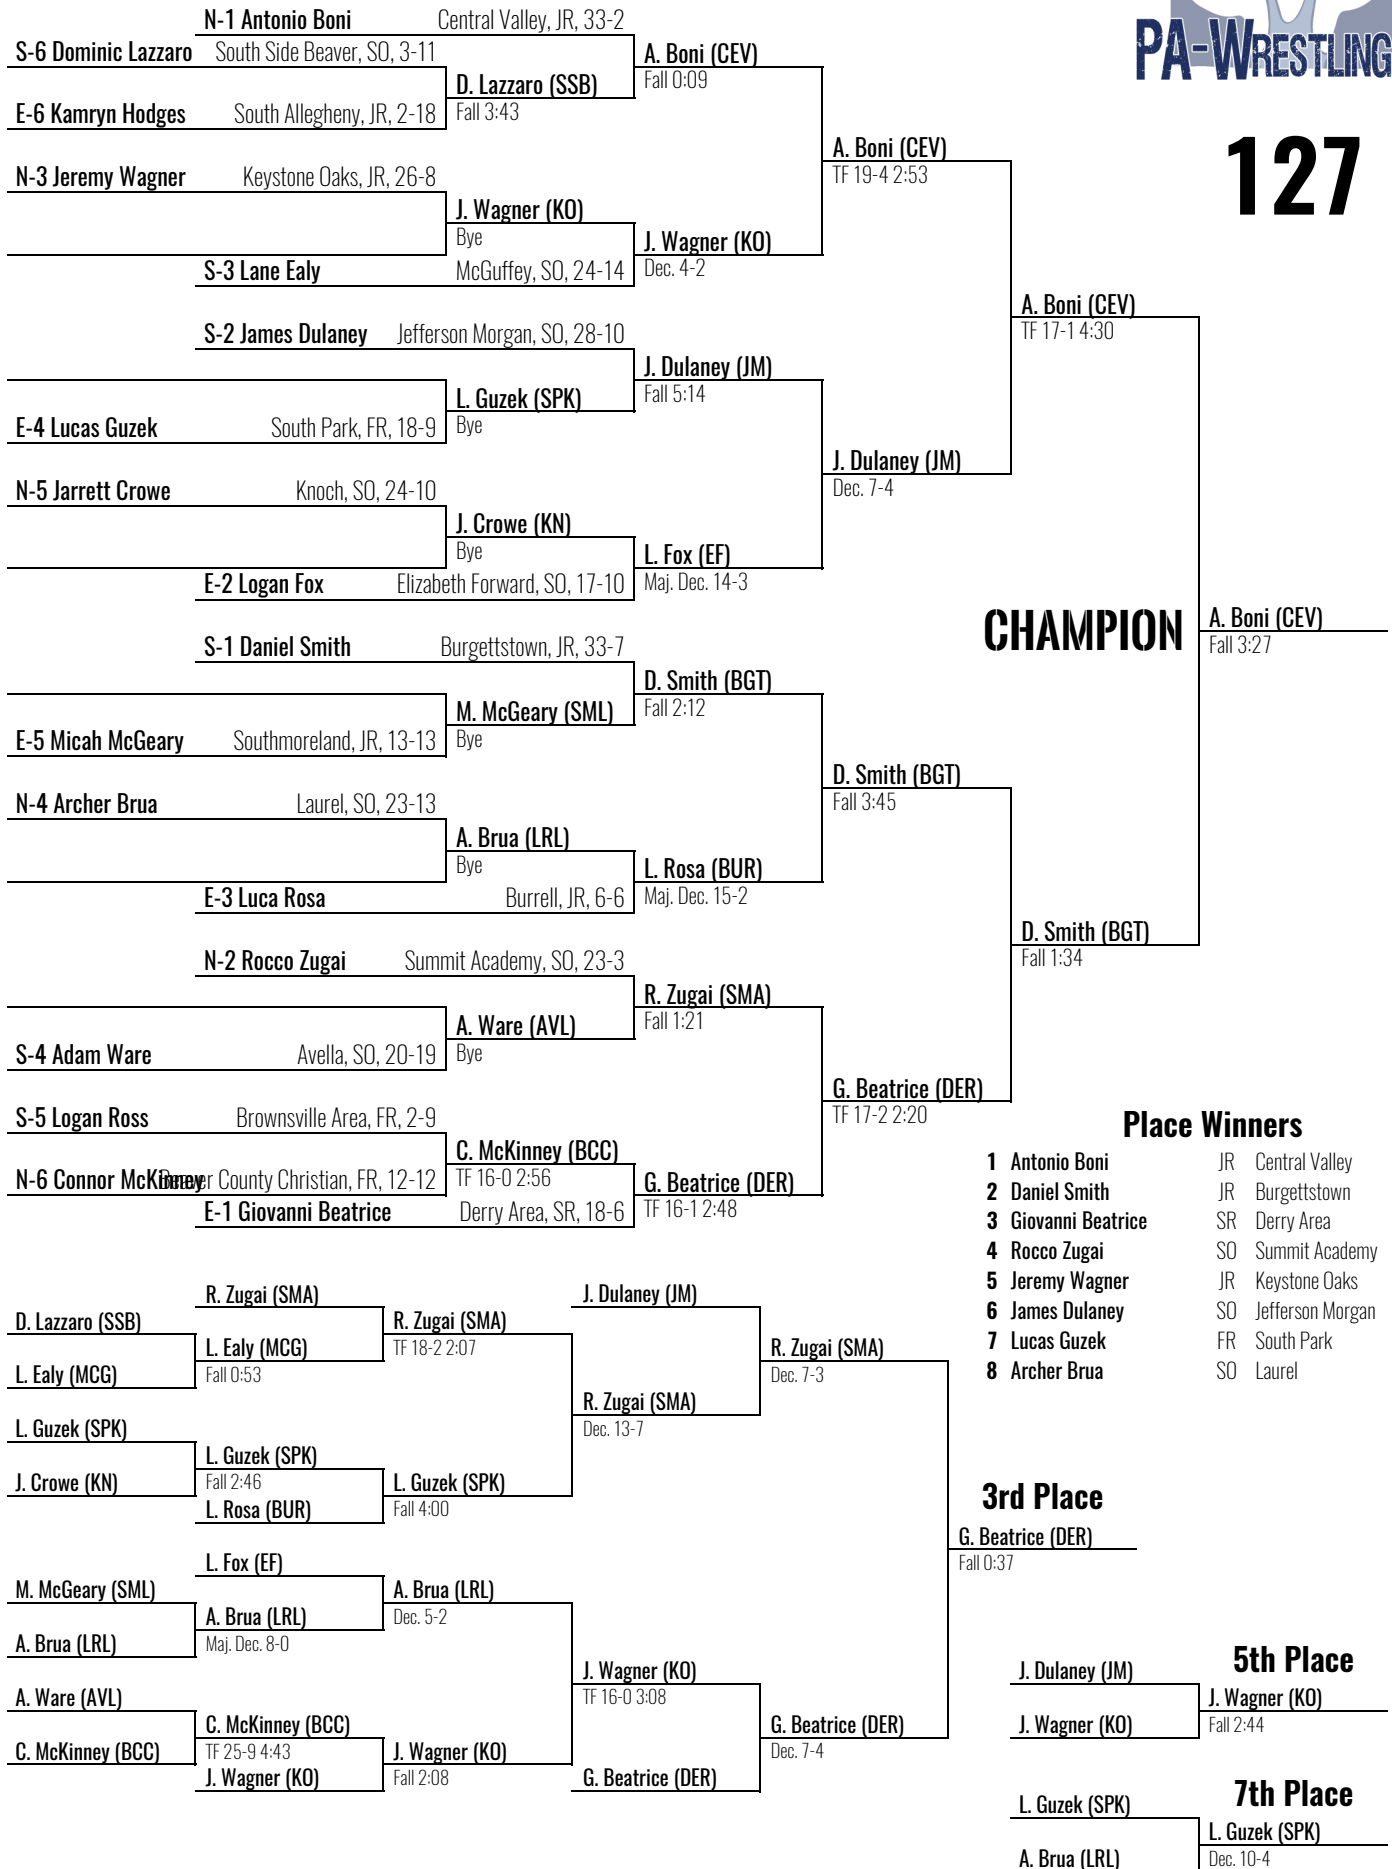 N-1 Antonio Boni Central Valley, JR, 33-2
PA-WRESTLING
S-6 Dominic Lazzaro South Side Beaver, SO, 3-11
A. Boni (CEV)
Fall 0:09
D. Lazzaro (SSB)
Fall 3:43
E-6 Kamryn Hodges South Allegheny, JR, 2-18
127
A. Boni (CEV)
TF 19-4 2:53
N-3 Jeremy Wagner Keystone Oaks, JR, 26-8
J. Wagner (KO)
Bye
J. Wagner (KO)
Dec. 4-2
S-3 Lane Ealy McGuffey, SO, 24-14
A. Boni (CEV)
TF 17-1 4:30
S-2 James Dulaney Jefferson Morgan, SO, 28-10
J. Dulaney (JM)
Fall 5:14
L. Guzek (SPK)
Bye
E-4 Lucas Guzek South Park, FR, 18-9
J. Dulaney (JM)
Dec. 7-4
N-5 Jarrett Crowe Knoch, SO, 24-10
J. Crowe (KN)
Bye
L. Fox (EF)
Maj. Dec. 14-3
E-2 Logan Fox Elizabeth Forward, SO, 17-10
CHAMPION
A. Boni (CEV)
Fall 3:27
S-1 Daniel Smith Burgettstown, JR, 33-7
D. Smith (BGT)
Fall 2:12
M. McGeary (SML)
Bye
E-5 Micah McGeary Southmoreland, JR, 13-13
D. Smith (BGT)
Fall 3:45
N-4 Archer Brua Laurel, SO, 23-13
A. Brua (LRL)
Bye
L. Rosa (BUR)
Maj. Dec. 15-2
E-3 Luca Rosa Burrell, JR, 6-6
D. Smith (BGT)
Fall 1:34
N-2 Rocco Zugai Summit Academy, SO, 23-3
R. Zugai (SMA)
Fall 1:21
A. Ware (AVL)
Bye
S-4 Adam Ware Avella, SO, 20-19
G. Beatrice (DER)
TF 17-2 2:20
S-5 Logan Ross Brownsville Area, FR, 2-9
C. McKinney (BCC)
TF 16-0 2:56
N-6 Connor McKinney Beaver County Christian, FR, 12-12
G. Beatrice (DER)
TF 16-1 2:48
E-1 Giovanni Beatrice Derry Area, SR, 18-6
Place Winners
1 Antonio Boni JR Central Valley
2 Daniel Smith JR Burgettstown
3 Giovanni Beatrice SR Derry Area
4 Rocco Zugai SO Summit Academy
5 Jeremy Wagner JR Keystone Oaks
6 James Dulaney SO Jefferson Morgan
7 Lucas Guzek FR South Park
8 Archer Brua SO Laurel
R. Zugai (SMA)
J. Dulaney (JM)
D. Lazzaro (SSB)
R. Zugai (SMA)
TF 18-2 2:07
L. Ealy (MCG)
Fall 0:53
R. Zugai (SMA)
Dec. 7-3
L. Ealy (MCG)
R. Zugai (SMA)
Dec. 13-7
L. Guzek (SPK)
L. Guzek (SPK)
Fall 2:46
J. Crowe (KN)
L. Guzek (SPK)
Fall 4:00
L. Rosa (BUR)
3rd Place
G. Beatrice (DER)
Fall 0:37
L. Fox (EF)
M. McGeary (SML)
A. Brua (LRL)
Dec. 5-2
A. Brua (LRL)
Maj. Dec. 8-0
A. Brua (LRL)
J. Wagner (KO)
TF 16-0 3:08
A. Ware (AVL)
C. McKinney (BCC)
TF 25-9 4:43
G. Beatrice (DER)
Dec. 7-4
C. McKinney (BCC)
J. Wagner (KO)
Fall 2:08
J. Wagner (KO)
G. Beatrice (DER)
5th Place
J. Dulaney (JM)
J. Wagner (KO)
Fall 2:44
J. Wagner (KO)
7th Place
L. Guzek (SPK)
L. Guzek (SPK)
Dec. 10-4
A. Brua (LRL)